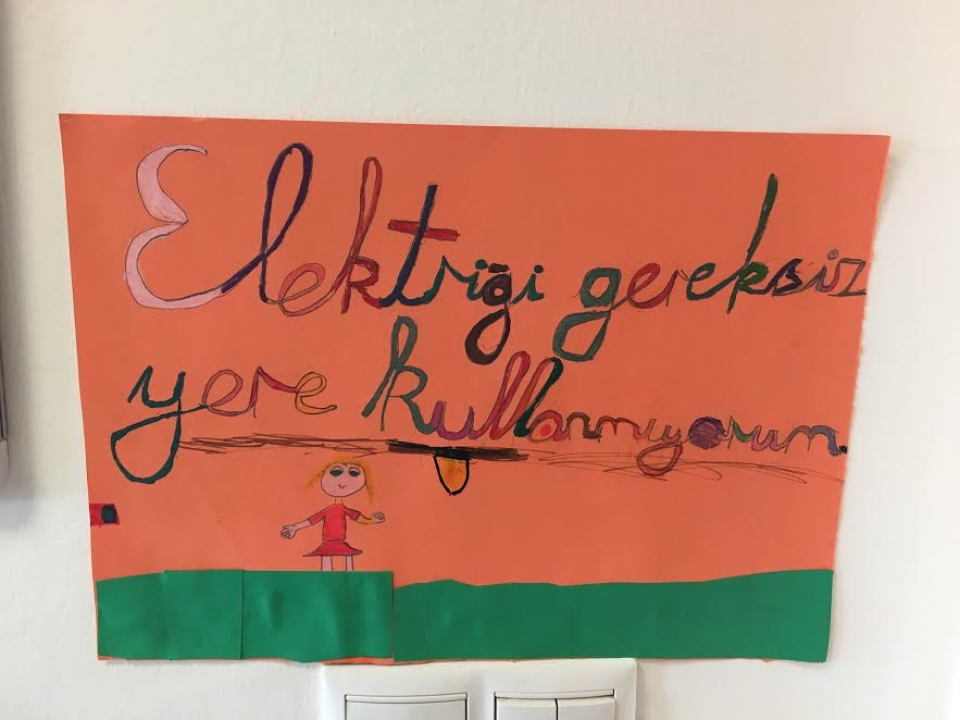 Elektriği gereksiz
yere kullanmıyorum.